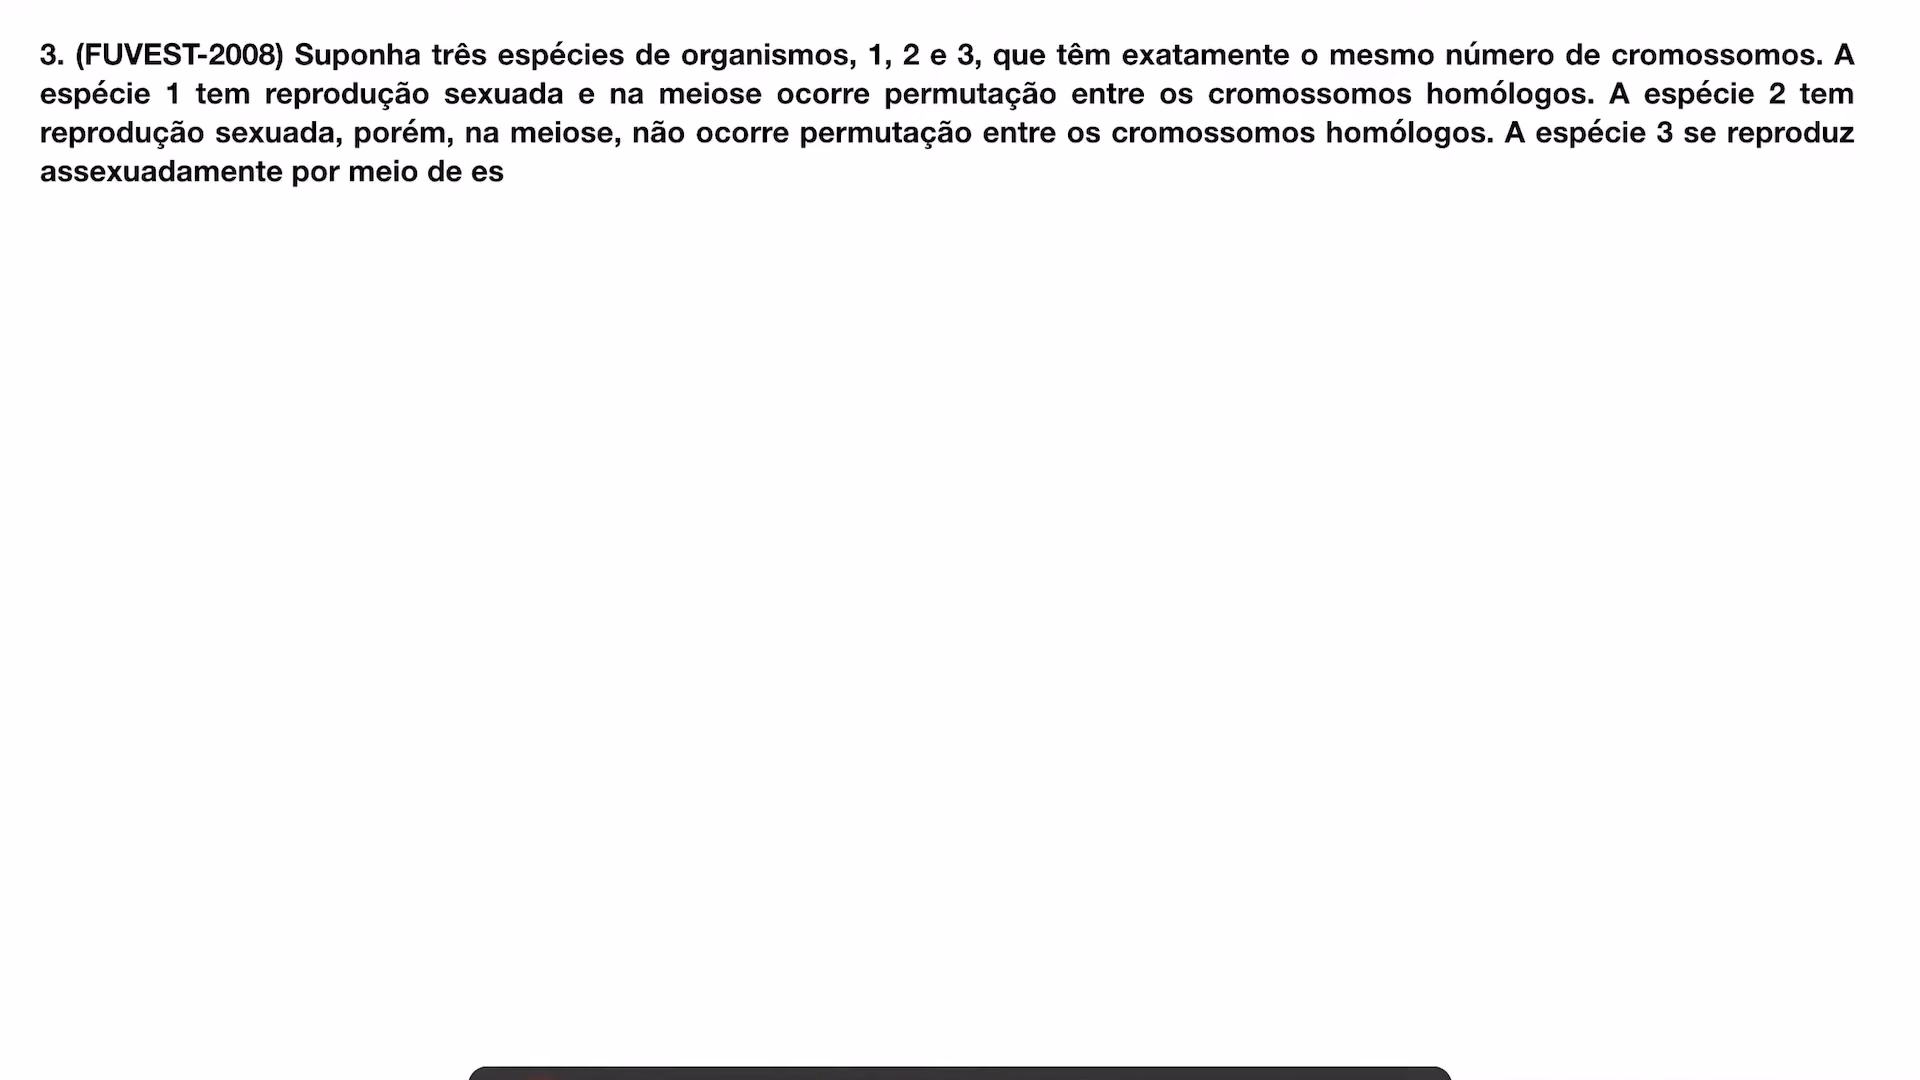 3. (FUVEST-2008) Suponha três espécies de organismos, 1, 2 e 3, que têm exatamente o mesmo número de cromossomos. A
espécie 1 tem reprodução sexuada e na meiose ocorre permutação entre os cromossomos homólogos. A espécie 2 tem
reprodução sexuada, porém, na meiose, não ocorre permutação entre os cromossomos homólogos. A espécie 3 se reproduz
assexuadamente por meio de es